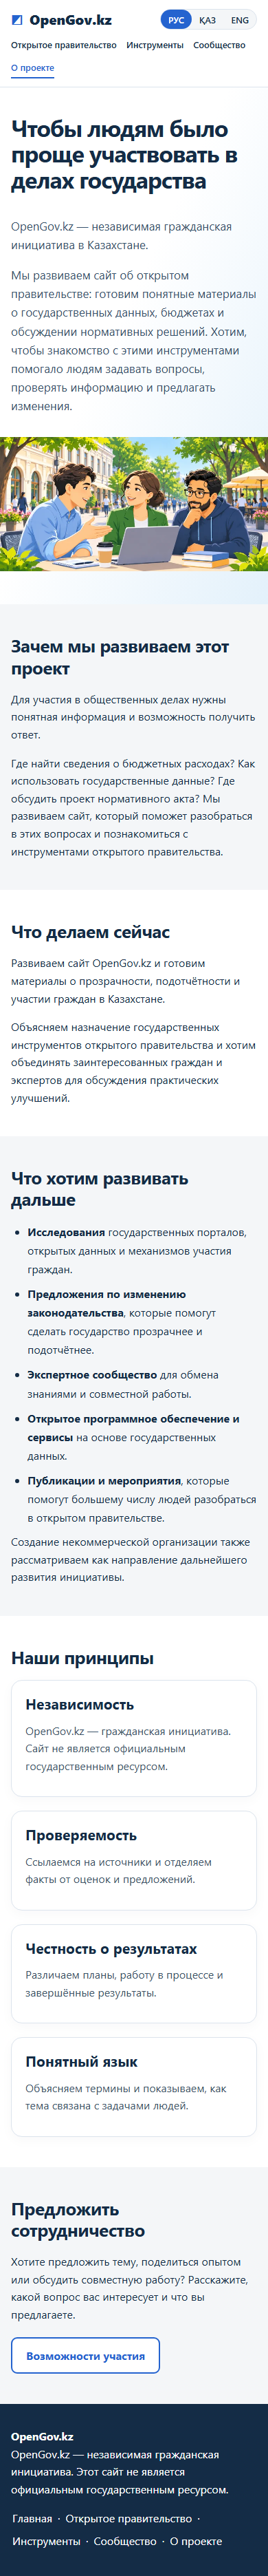 OpenGov.kz
РУС ҚАЗ ENG
Открытое правительство Инструменты Сообщество
О проекте
Чтобы людям было
проще участвовать в
делах государства
OpenGov.kz — независимая гражданская
инициатива в Казахстане.
Мы развиваем сайт об открытом
правительстве: готовим понятные материалы
о государственных данных, бюджетах и
обсуждении нормативных решений. Хотим,
чтобы знакомство с этими инструментами
помогало людям задавать вопросы,
проверять информацию и предлагать
изменения.
Зачем мы развиваем этот
проект
Для участия в общественных делах нужны
понятная информация и возможность получить
ответ.
Где найти сведения о бюджетных расходах? Как
использовать государственные данные? Где
обсудить проект нормативного акта? Мы
развиваем сайт, который поможет разобраться
в этих вопросах и познакомиться с
инструментами открытого правительства.
Что делаем сейчас
Развиваем сайт OpenGov.kz и готовим
материалы о прозрачности, подотчётности и
участии граждан в Казахстане.
Объясняем назначение государственных
инструментов открытого правительства и хотим
объединять заинтересованных граждан и
экспертов для обсуждения практических
улучшений.
Что хотим развивать
дальше
Исследования государственных порталов,
открытых данных и механизмов участия
граждан.
Предложения по изменению
законодательства, которые помогут
сделать государство прозрачнее и
подотчётнее.
Экспертное сообщество для обмена
знаниями и совместной работы.
Открытое программное обеспечение и
сервисы на основе государственных
данных.
Публикации и мероприятия, которые
помогут большему числу людей разобраться
в открытом правительстве.
Создание некоммерческой организации также
рассматриваем как направление дальнейшего
развития инициативы.
Наши принципы
Независимость
OpenGov.kz — гражданская инициатива.
Сайт не является официальным
государственным ресурсом.
Проверяемость
Ссылаемся на источники и отделяем
факты от оценок и предложений.
Честность о результатах
Различаем планы, работу в процессе и
завершённые результаты.
Понятный язык
Объясняем термины и показываем, как
тема связана с задачами людей.
Предложить
сотрудничество
Хотите предложить тему, поделиться опытом
или обсудить совместную работу? Расскажите,
какой вопрос вас интересует и что вы
предлагаете.
Возможности участия
OpenGov.kz
OpenGov.kz — независимая гражданская
инициатива. Этот сайт не является
официальным государственным ресурсом.
Главная · Открытое правительство ·
Инструменты · Сообщество · О проекте